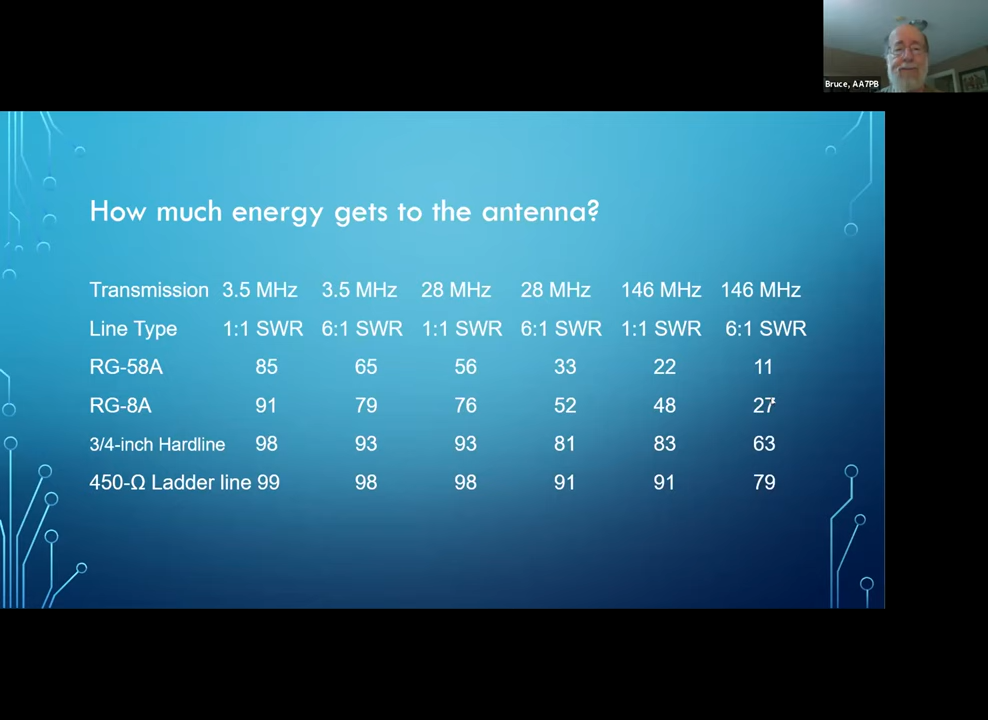 Bruce, AA7PB
How much energy gets to the antenna?
Transmission 3.5 MHz 3.5 MHz 28 MHz 28 MHz 146 MHz 146 MHz
Line Type 1:1 SWR 6:1 SWR 1:1 SWR 6:1 SWR 1:1 SWR 6:1 SWR
RG-58A 85 65 56 33 22 11
RG-8A 91 79 76 52 48 27
3/4-inch Hardline 98 93 93 81 83 63
450-Ω Ladder line 99 98 98 91 91 79